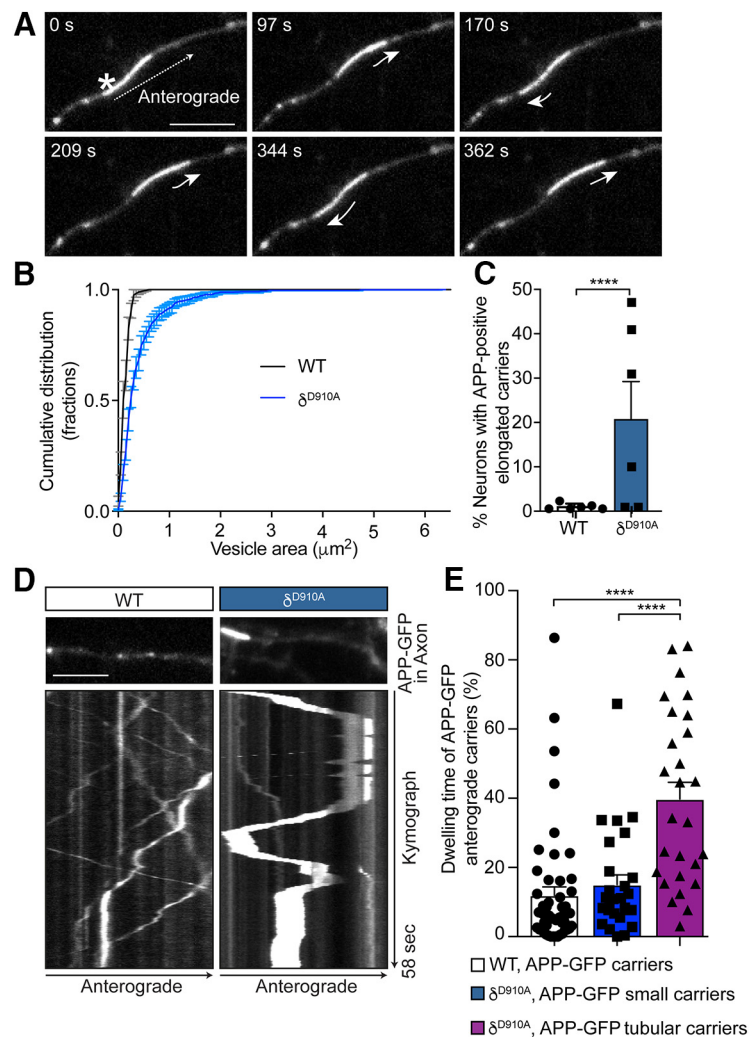 A
0 s
97 s
170 s
*
Anterograde
209 s
344 s
362 s
B
Cumulative distribution
(fractions)
1.0
0.5
0.0
WT
δD910A
0 1 2 3 4 5 6
Vesicle area (μm2)
C
% Neurons with APP-positive
elongated carriers
50
40
30
20
10
0
****
WT
δD910A
D
WT
δD910A
APP-GFP
in Axon
Kymograph
58 sec
Anterograde
Anterograde
E
Dwelling time of APP-GFP
anterograde carriers (%)
100
80
60
40
20
0
****
****
WT, APP-GFP carriers
δD910A, APP-GFP small carriers
δD910A, APP-GFP tubular carriers